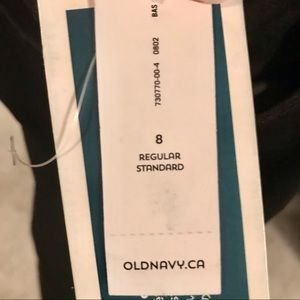 730770-00-4 0802 BAS
8
REGULAR
STANDARD
OLDNAVY.CA